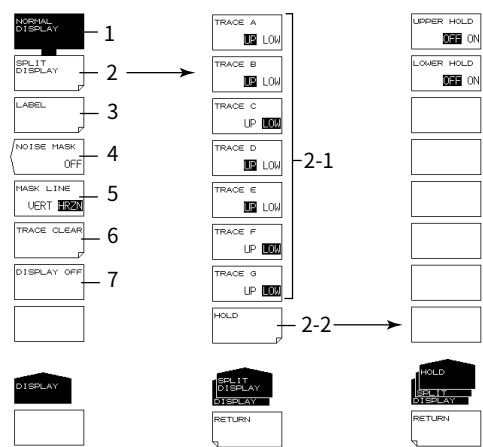 NORMAL
DISPLAY
1
SPLIT
DISPLAY
2
LABEL
3
NOISE MASK
OFF
4
MASK LINE
VERT HRZN
5
TRACE CLEAR
6
DISPLAY OFF
7
DISPLAY
TRACE A
UP LOW
TRACE B
UP LOW
TRACE C
UP LOW
TRACE D
UP LOW
TRACE E
UP LOW
TRACE F
UP LOW
TRACE G
UP LOW
2-1
HOLD
2-2
SPLIT
DISPLAY
DISPLAY
RETURN
UPPER HOLD
OFF ON
LOWER HOLD
OFF ON
HOLD
SPLIT
DISPLAY
RETURN